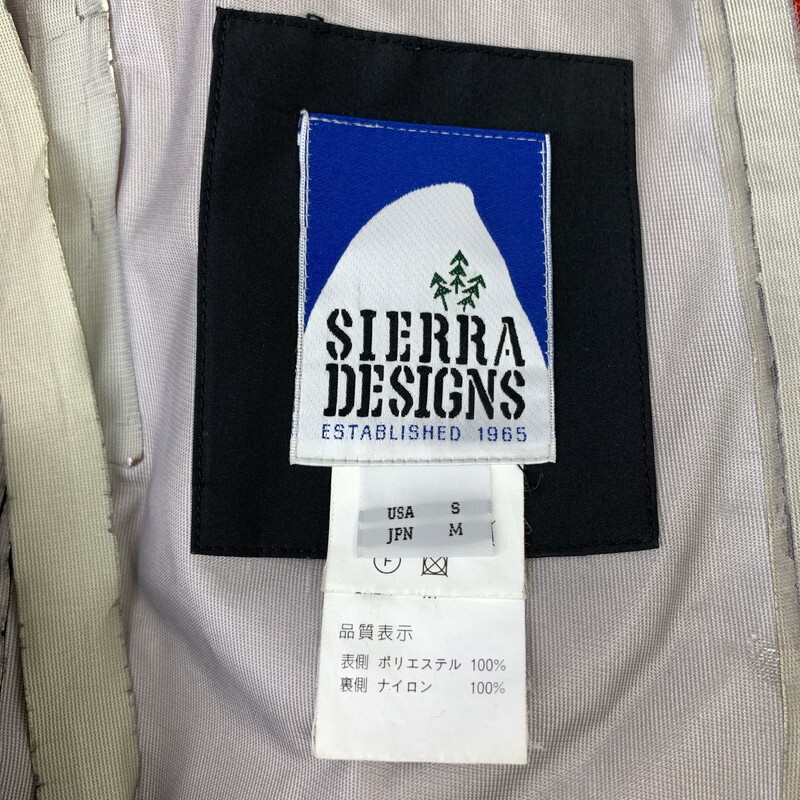 SIERRA
DESIGNS
ESTABLISHED 1965
USA S
JPN M
F
品質表示
表側 ポリエステル 100%
裏側 ナイロン 100%